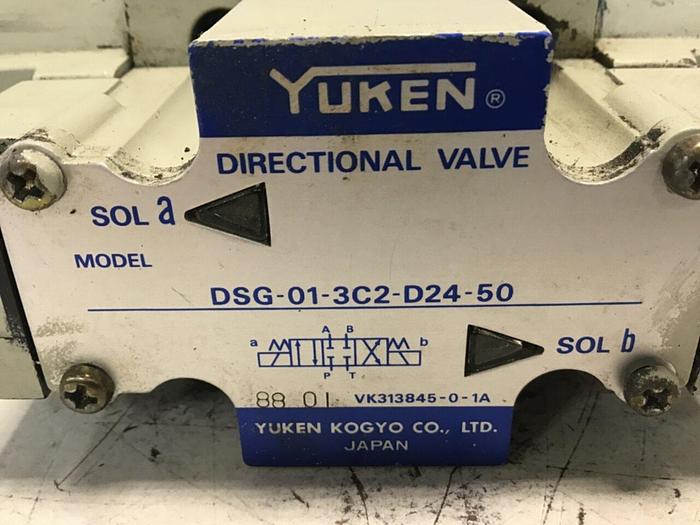 YUKEN ®
DIRECTIONAL VALVE
SOL a
MODEL
DSG-01-3C2-D24-50
A B
a b
P T
SOL b
88 01 VK313845-0-1A
YUKEN KOGYO CO., LTD.
JAPAN